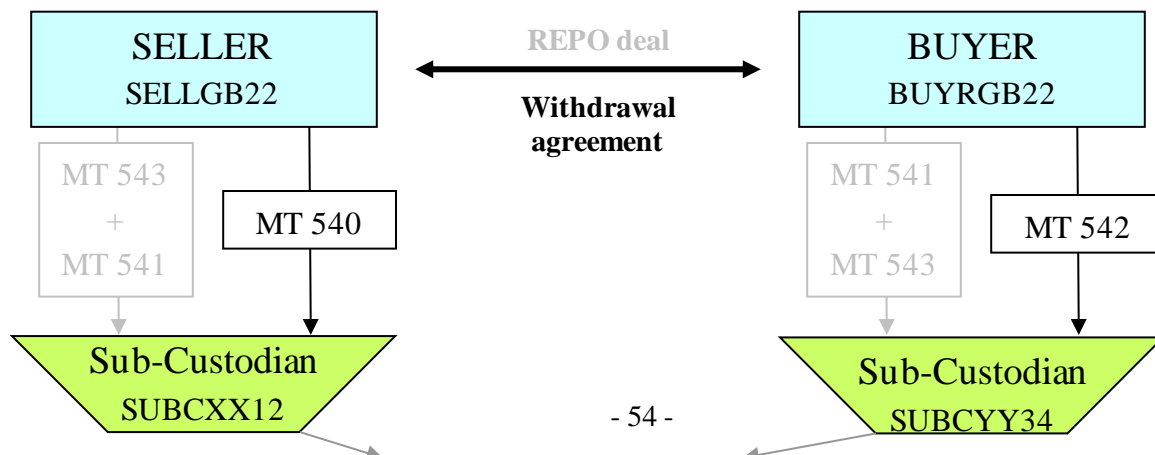 SELLER
SELLGB22
REPO deal
Withdrawal
agreement
BUYER
BUYRGB22
MT 543
+
MT 541
MT 540
MT 541
+
MT 543
MT 542
Sub-Custodian
SUBCXX12
- 54 -
Sub-Custodian
SUBCYY34